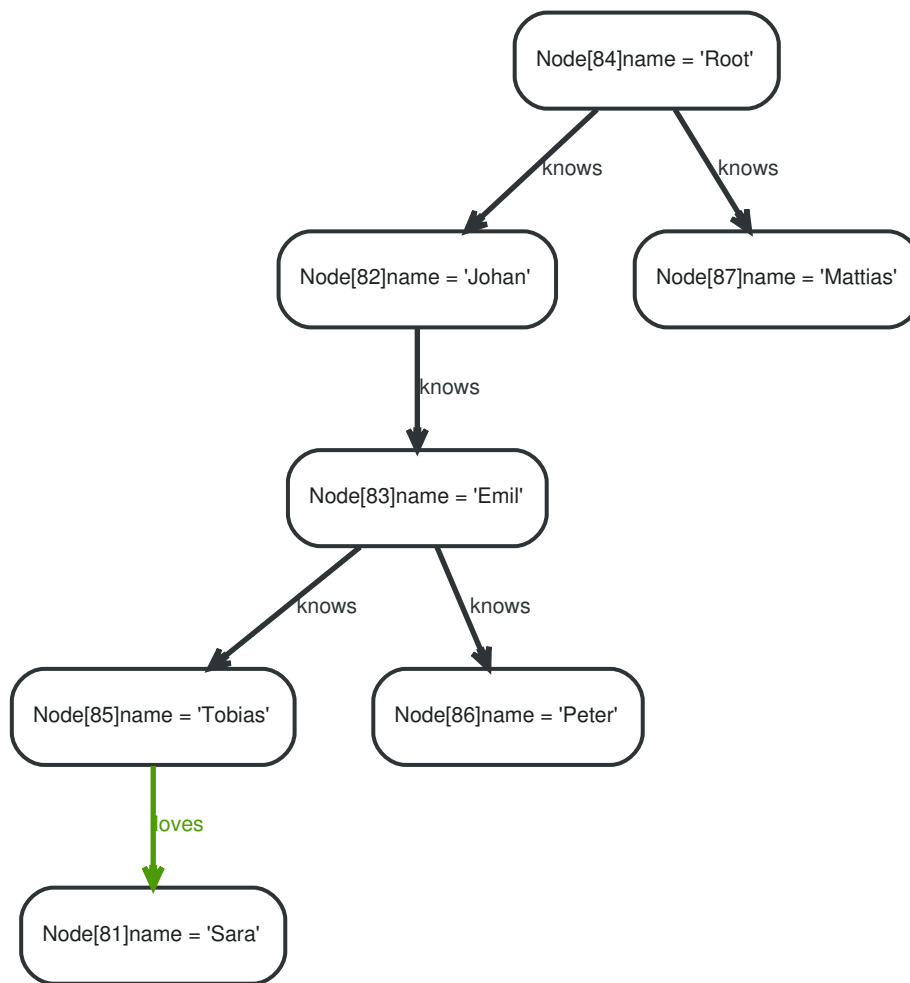 Node[84]name = 'Root'
knows
knows
Node[82]name = 'Johan'
Node[87]name = 'Mattias'
knows
Node[83]name = 'Emil'
knows
knows
Node[85]name = 'Tobias'
Node[86]name = 'Peter'
loves
Node[81]name = 'Sara'